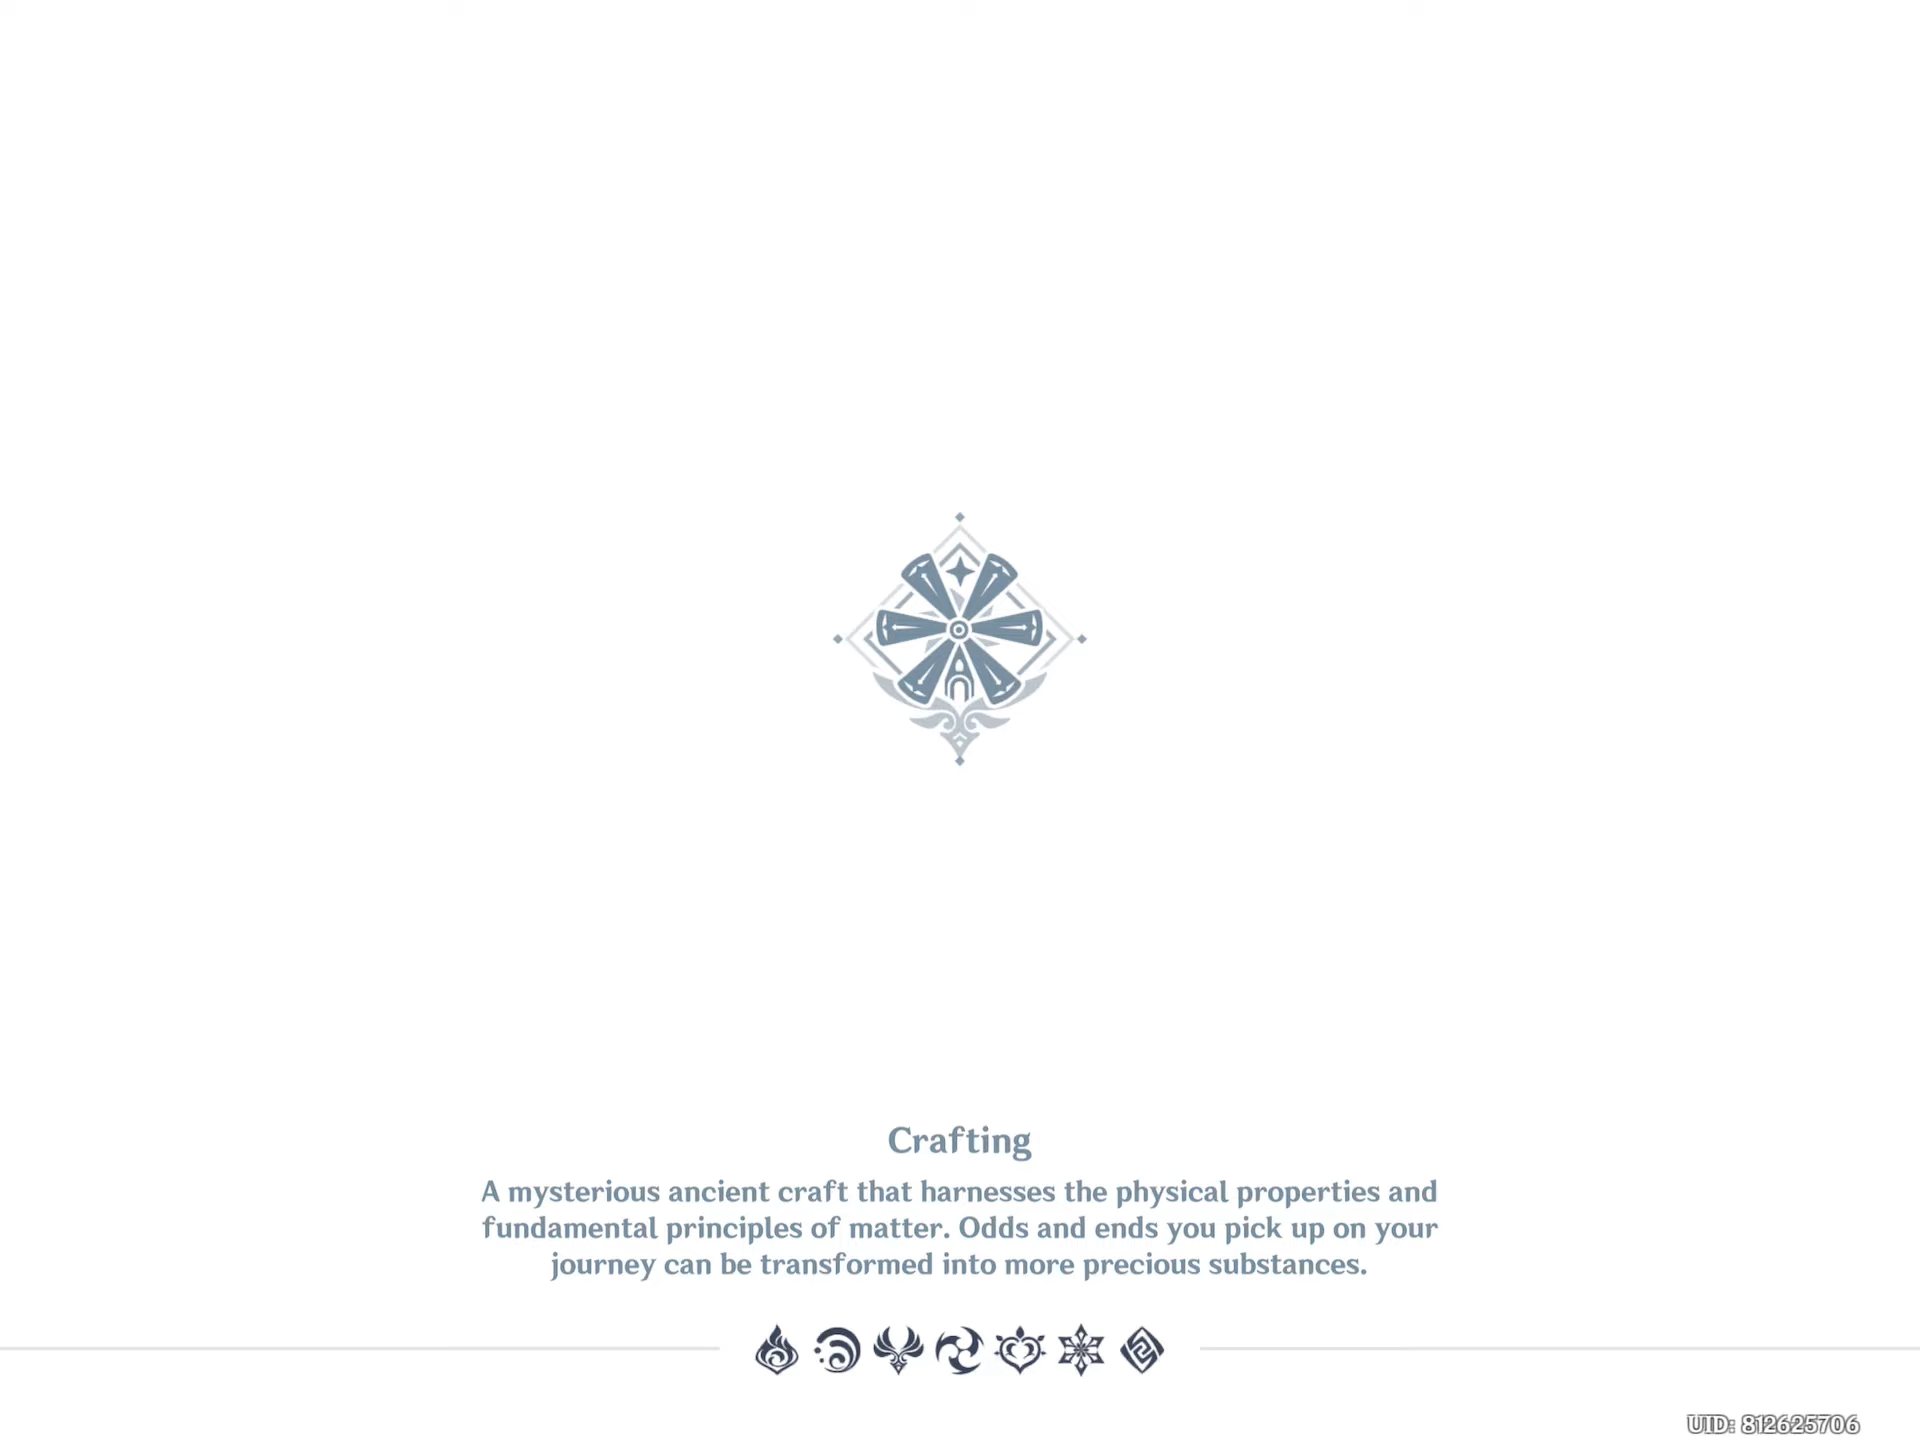 Crafting
A mysterious ancient craft that harnesses the physical properties and
fundamental principles of matter. Odds and ends you pick up on your
journey can be transformed into more precious substances.
UID: 812625706